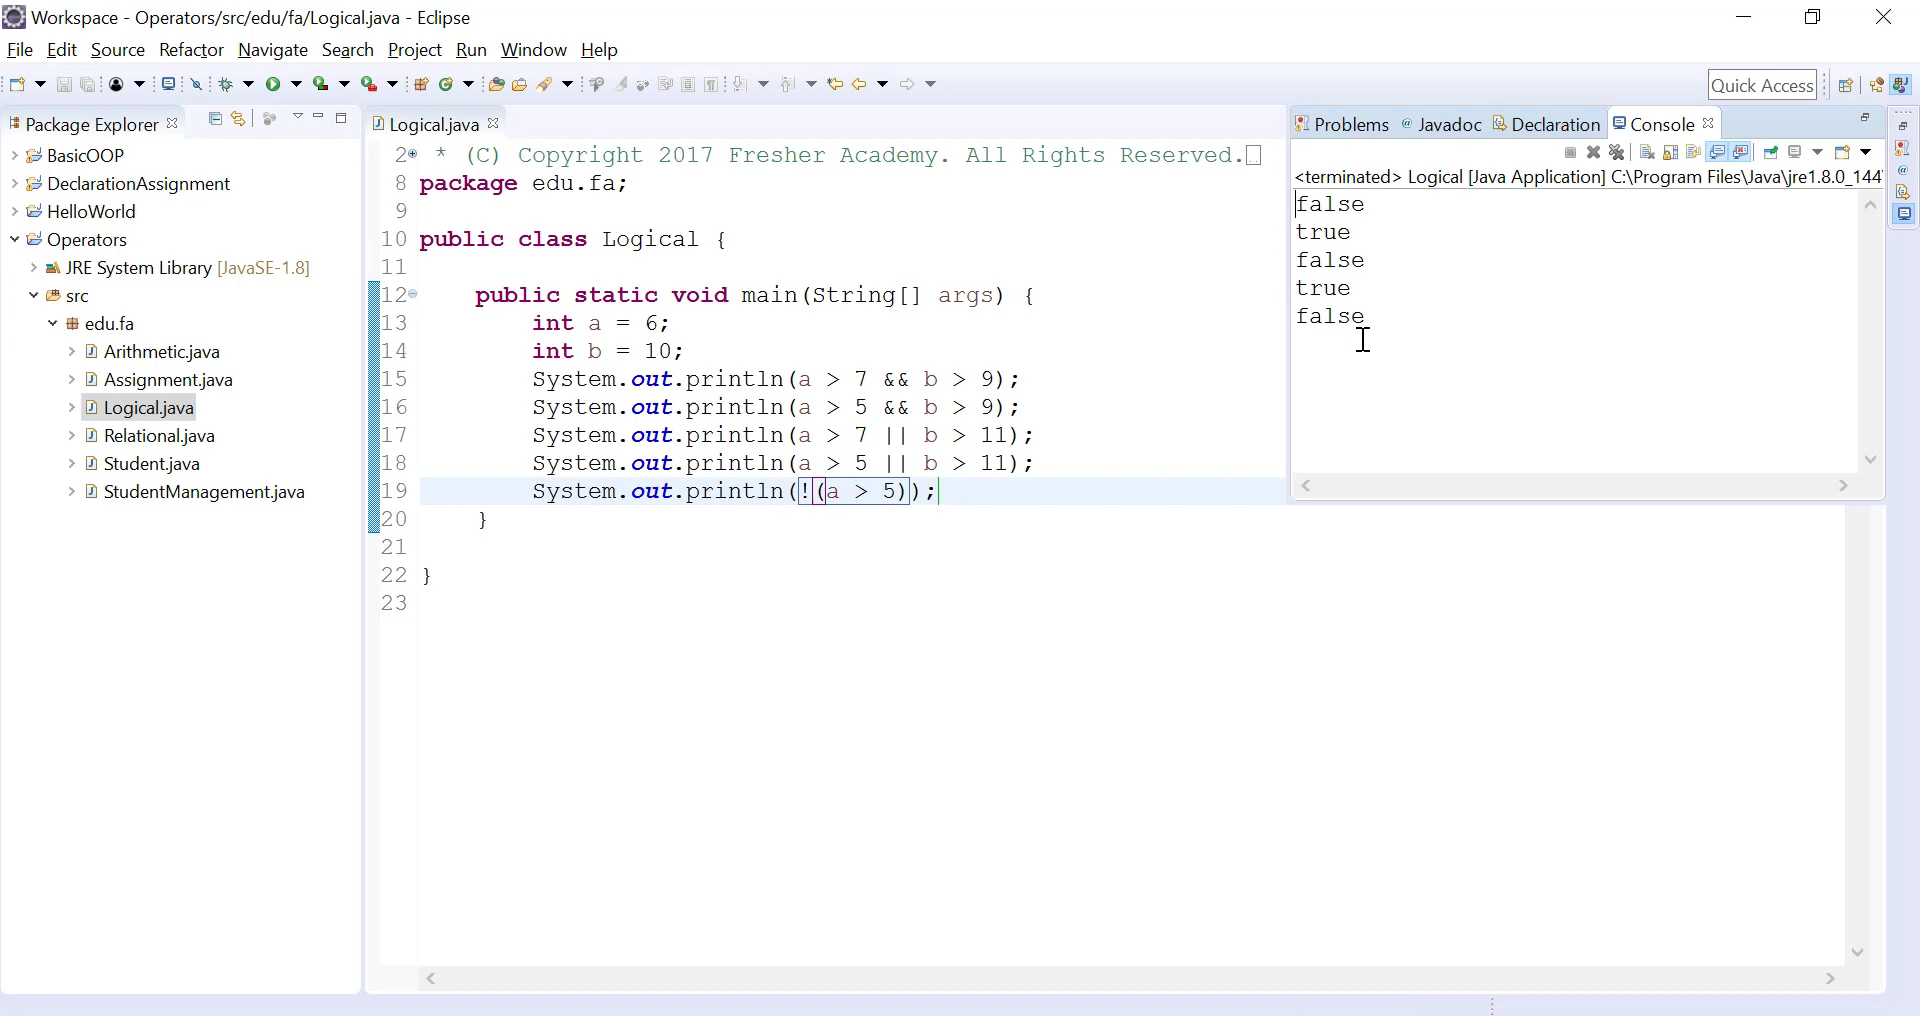 Workspace - Operators/src/edu/fa/Logical.java - Eclipse
File Edit Source Refactor Navigate Search Project Run Window Help
Quick Access
Package Explorer
BasicOOP
DeclarationAssignment
HelloWorld
Operators
JRE System Library [JavaSE-1.8]
src
edu.fa
Arithmetic.java
Assignment.java
Logical.java
Relational.java
Student.java
StudentManagement.java
Logical.java
2 * (C) Copyright 2017 Fresher Academy. All Rights Reserved.
8 package edu.fa;
9
10 public class Logical {
11
12 public static void main(String[] args) {
13 int a = 6;
14 int b = 10;
15 System.out.println(a > 7 && b > 9);
16 System.out.println(a > 5 && b > 9);
17 System.out.println(a > 7 || b > 11);
18 System.out.println(a > 5 || b > 11);
19 System.out.println(!(a > 5));
20 }
21
22 }
23
Problems @ Javadoc Declaration Console
<terminated> Logical [Java Application] C:\Program Files\Java\jre1.8.0_144
false
true
false
true
false